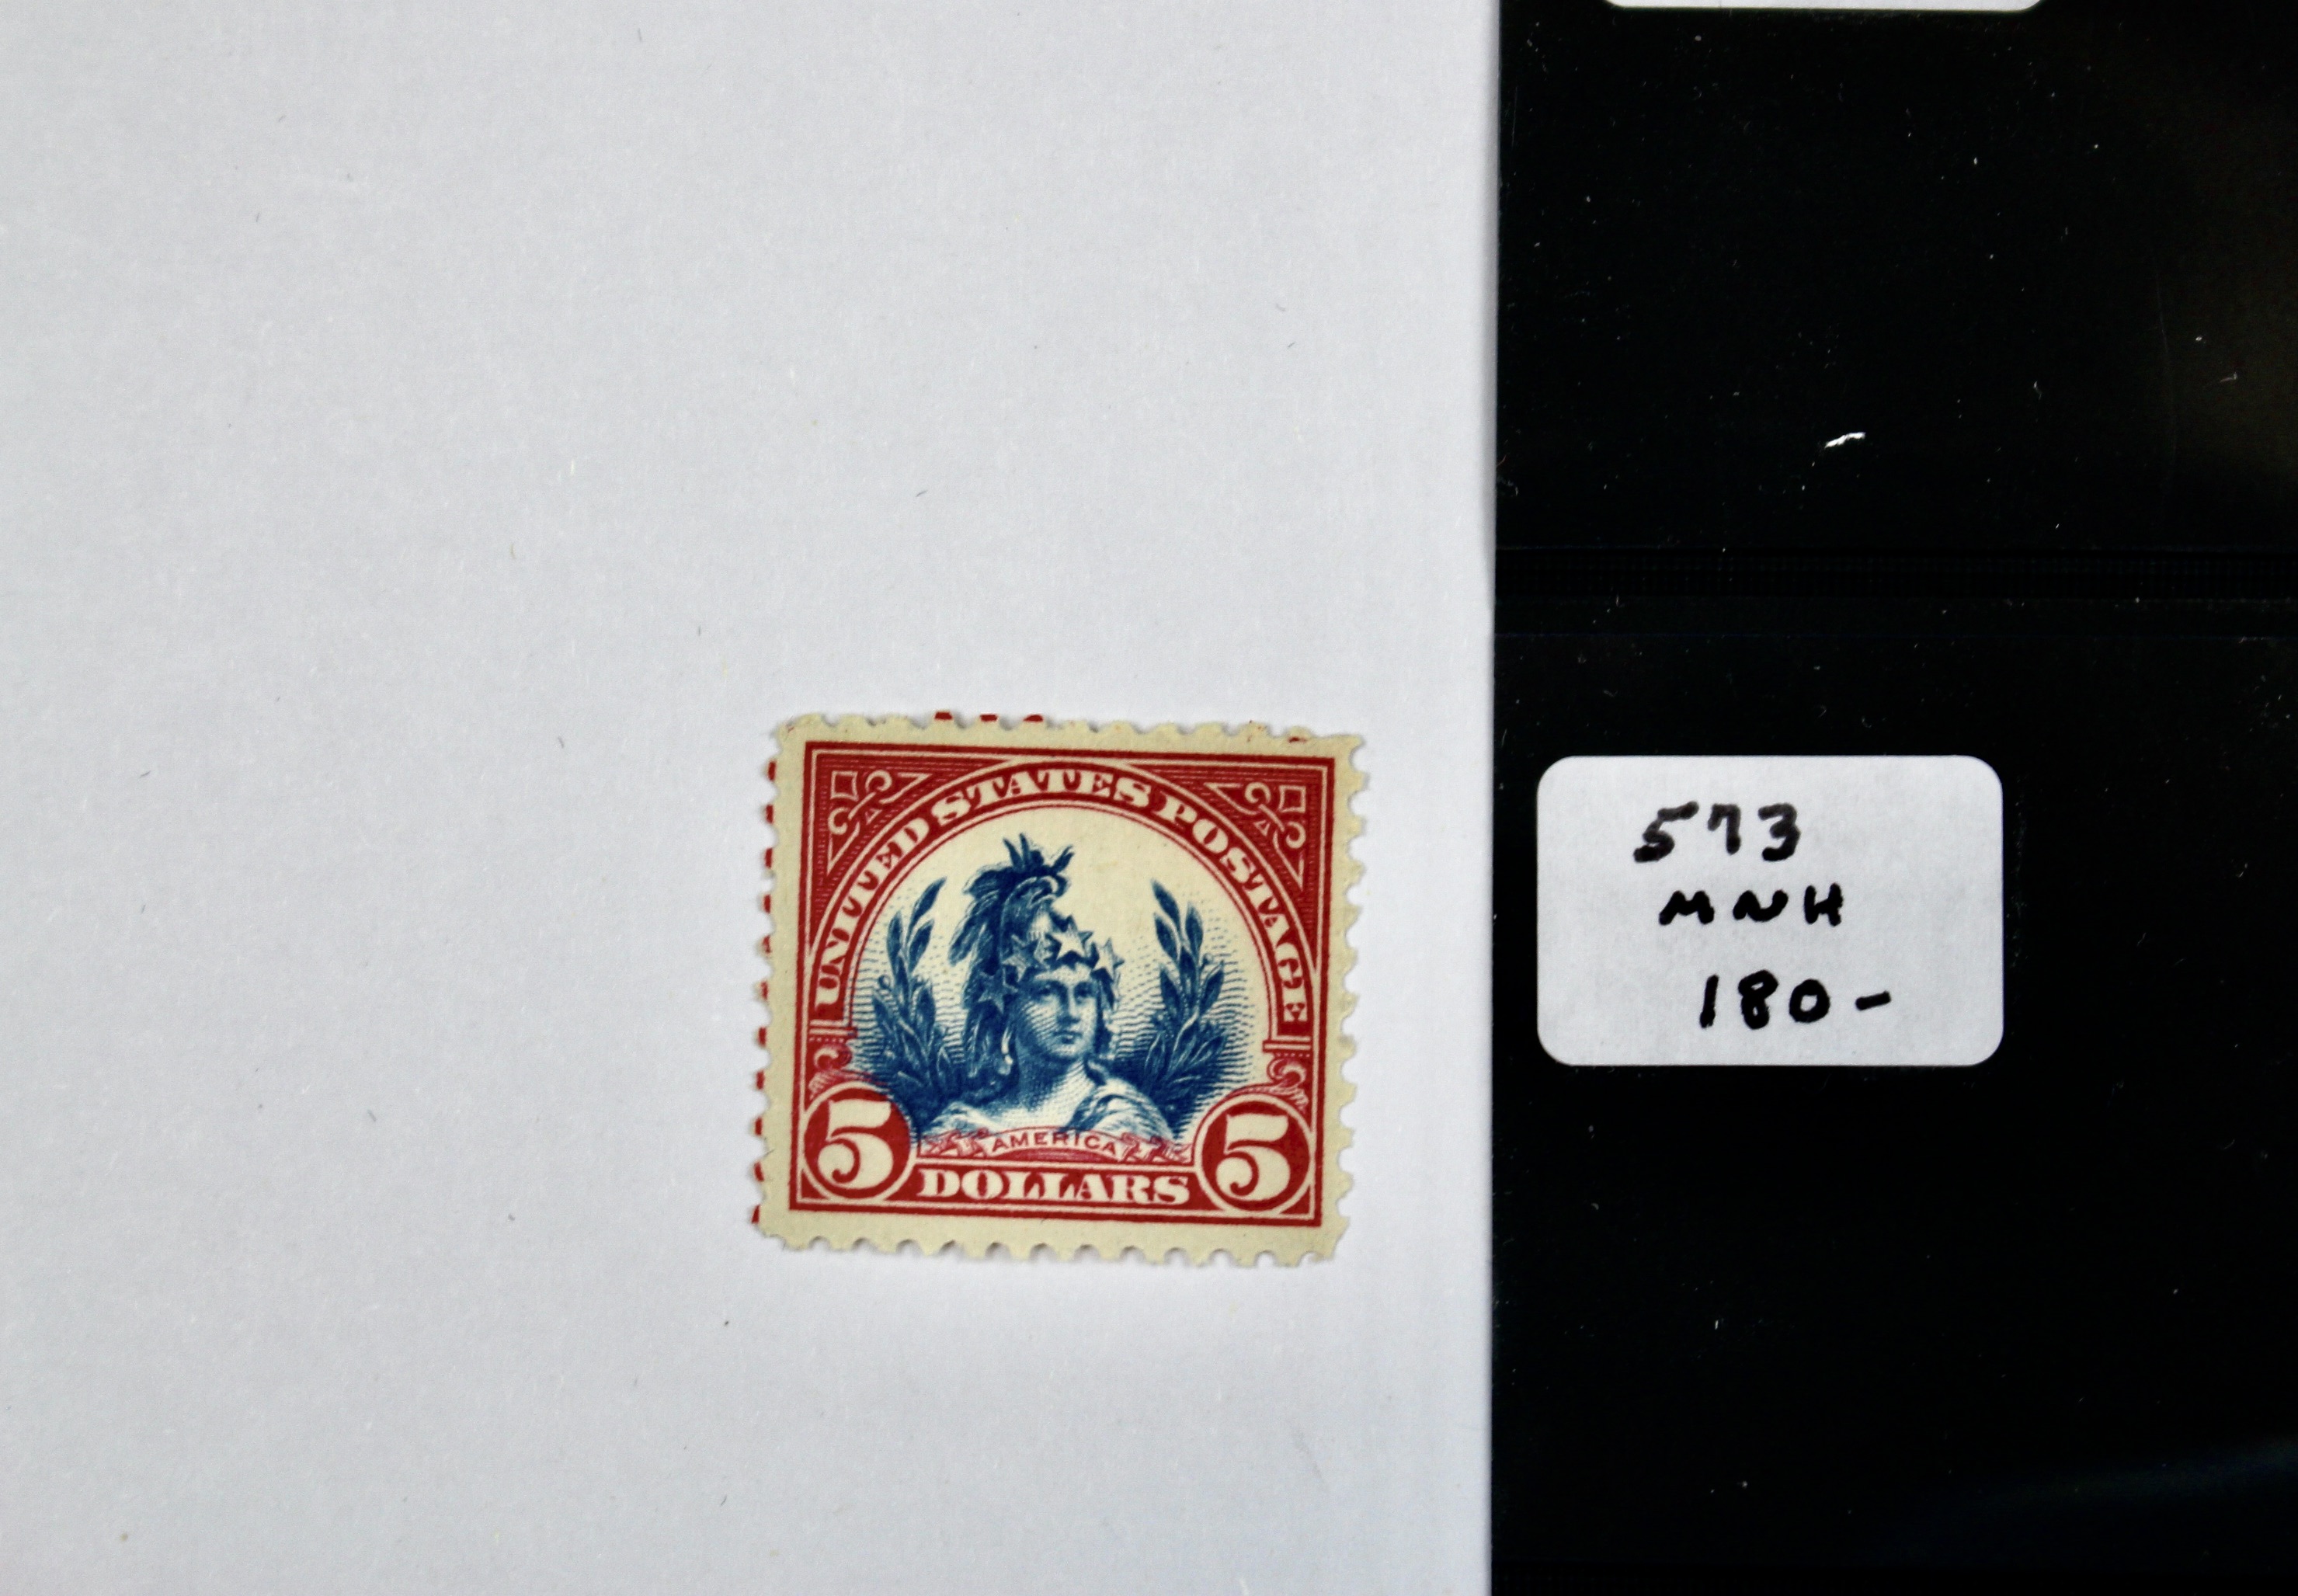 UNITED STATES POSTAGE
AMERICA
5 DOLLARS 5
573
MNH
180-